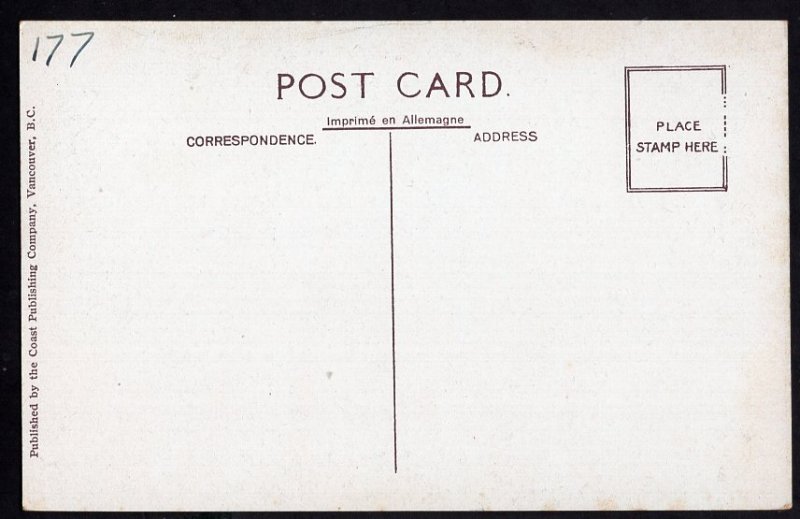 177
POST CARD.
Imprimé en Allemagne
CORRESPONDENCE.
ADDRESS
PLACE
STAMP HERE
Published by the Coast Publishing Company, Vancouver, B.C.